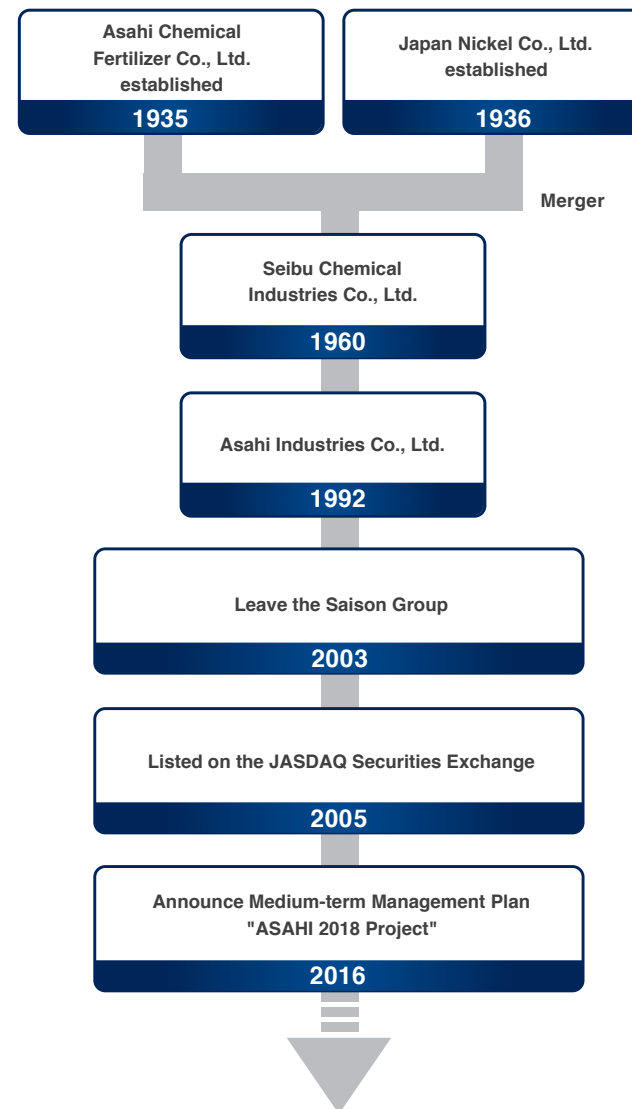 Asahi Chemical
Fertilizer Co., Ltd.
established
1935
Japan Nickel Co., Ltd.
established
1936
Merger
Seibu Chemical
Industries Co., Ltd.
1960
Asahi Industries Co., Ltd.
1992
Leave the Saison Group
2003
Listed on the JASDAQ Securities Exchange
2005
Announce Medium-term Management Plan
"ASAHI 2018 Project"
2016